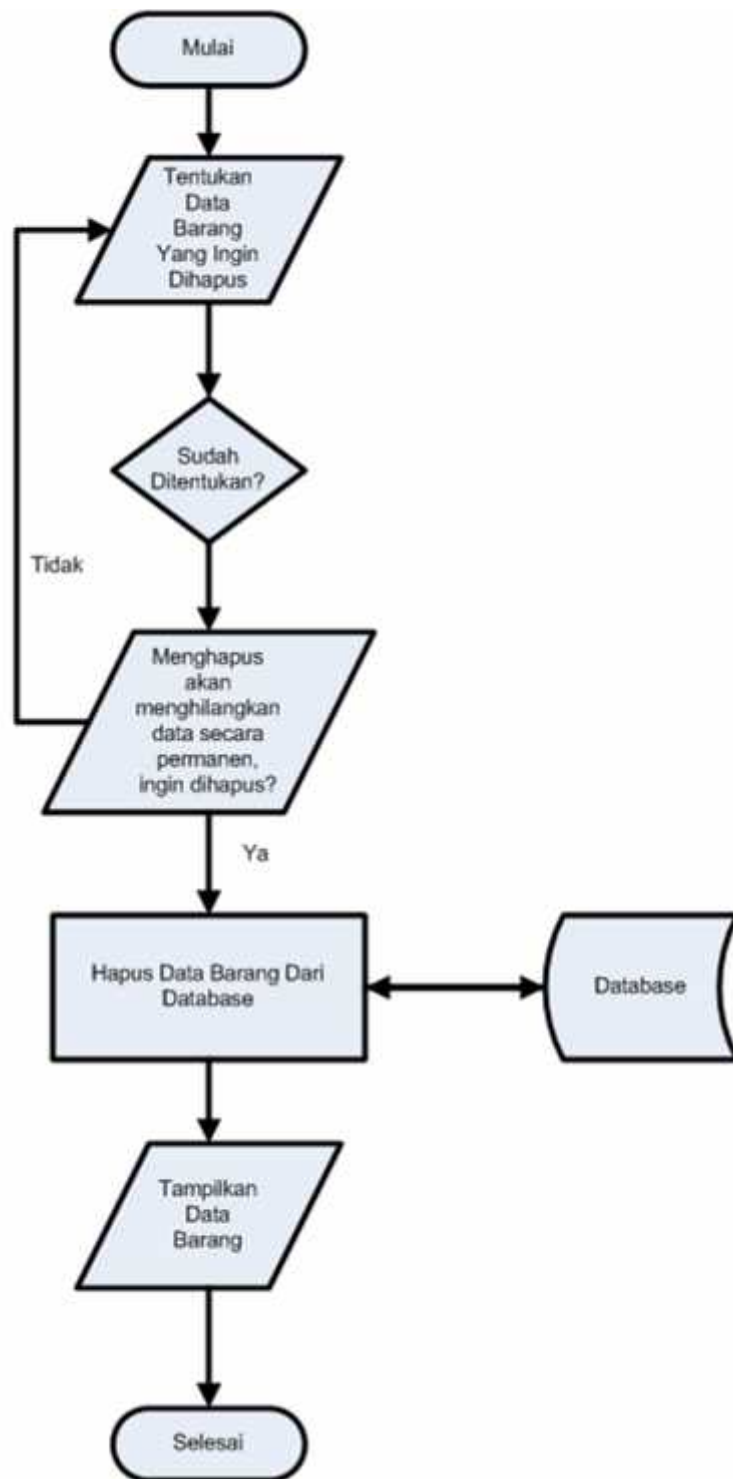 Mulai
Tentukan
Data
Barang
Yang Ingin
Dihapus
Sudah
Ditentukan?
Tidak
Menghapus
akan
menghilangkan
data secara
permanen,
ingin dihapus?
Ya
Hapus Data Barang Dari
Database
Database
Tampilkan
Data
Barang
Selesai